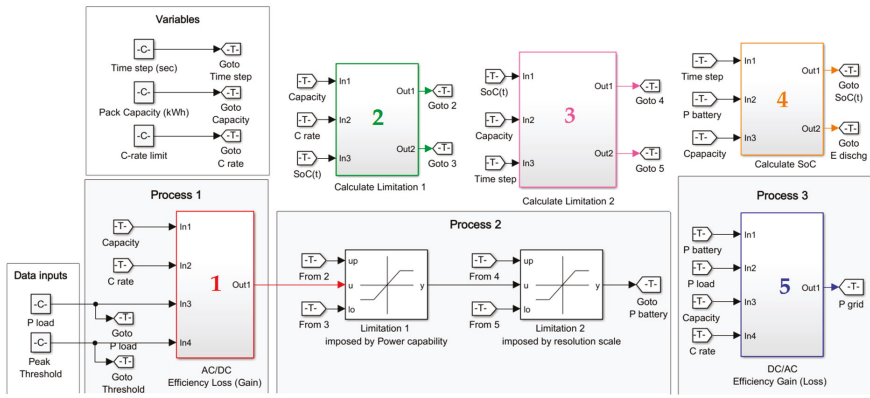 Variables
-C-
-T-
Time step (sec)
Goto
Time step
-C-
-T-
Pack Capacity (kWh)
Goto
Capacity
-C-
-T-
C-rate limit
Goto
C rate
-T-
Capacity
-T-
C rate
-T-
SoC(t)
In1
In2
In3
2
Out1
Out2
-T-
Goto 2
-T-
Goto 3
Calculate Limitation 1
-T-
SoC(t)
-T-
Capacity
-T-
Time step
In1
In2
In3
3
Out1
Out2
-T-
Goto 4
-T-
Goto 5
Calculate Limitation 2
-T-
Time step
-T-
P battery
-T-
Cpapacity
In1
In2
In3
4
Out1
Out2
-T-
Goto
SoC(t)
-T-
Goto
E dischg
Calculate SoC
Data inputs
-C-
P load
-C-
Peak
Threshold
Process 1
-T-
Capacity
-T-
C rate
-T-
Goto
P load
-T-
Goto
Threshold
In1
In2
In3
In4
1
Out1
AC/DC
Efficiency Loss (Gain)
Process 2
-T-
From 2
-T-
From 3
up
u
lo
y
Limitation 1
imposed by Power capability
-T-
From 4
-T-
From 5
up
u
lo
y
Limitation 2
imposed by resolution scale
-T-
Goto
P battery
Process 3
-T-
P battery
-T-
P load
-T-
Capacity
-T-
C rate
In1
In2
In3
In4
5
Out1
-T-
P grid
DC/AC
Efficiency Gain (Loss)